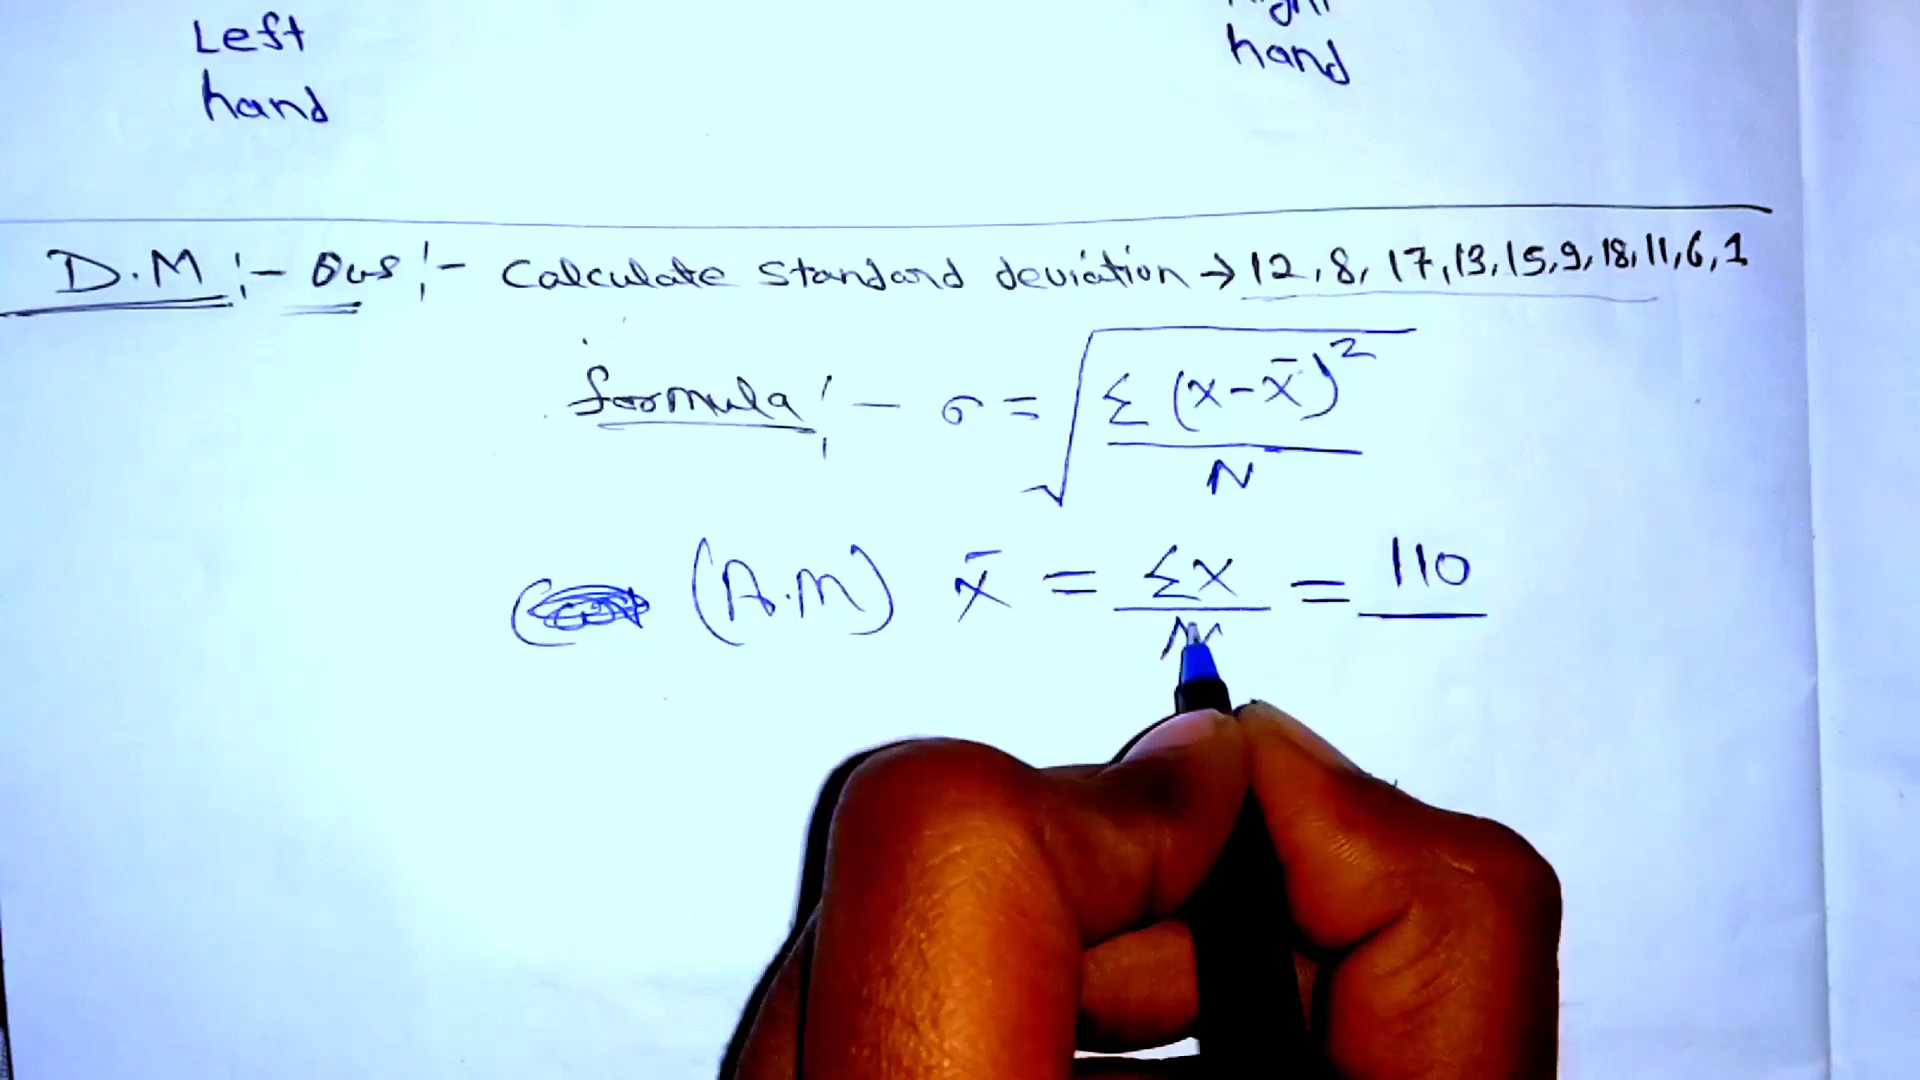 Left
hand
hand
D.M :- Qus :- Calculate Standard deviation → 12, 8, 17, 13, 15, 9, 18, 11, 6, 1
formula :- σ = √ Σ (x-x̄)² / N
(A.M) x̄ = Σx / N = 110